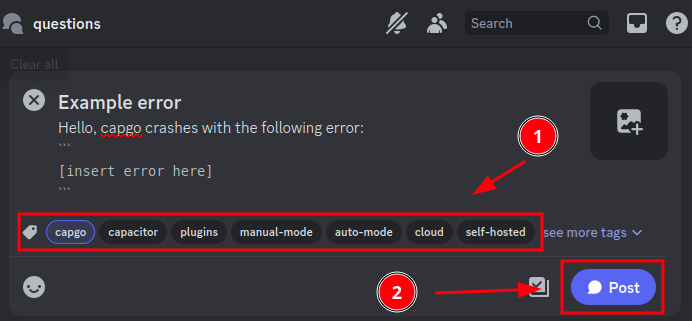 questions
Search
Clear all
Example error
Hello, capgo crashes with the following error:
```
[insert error here]
```
1
capgo capacitor plugins manual-mode auto-mode cloud self-hosted see more tags
2
Post